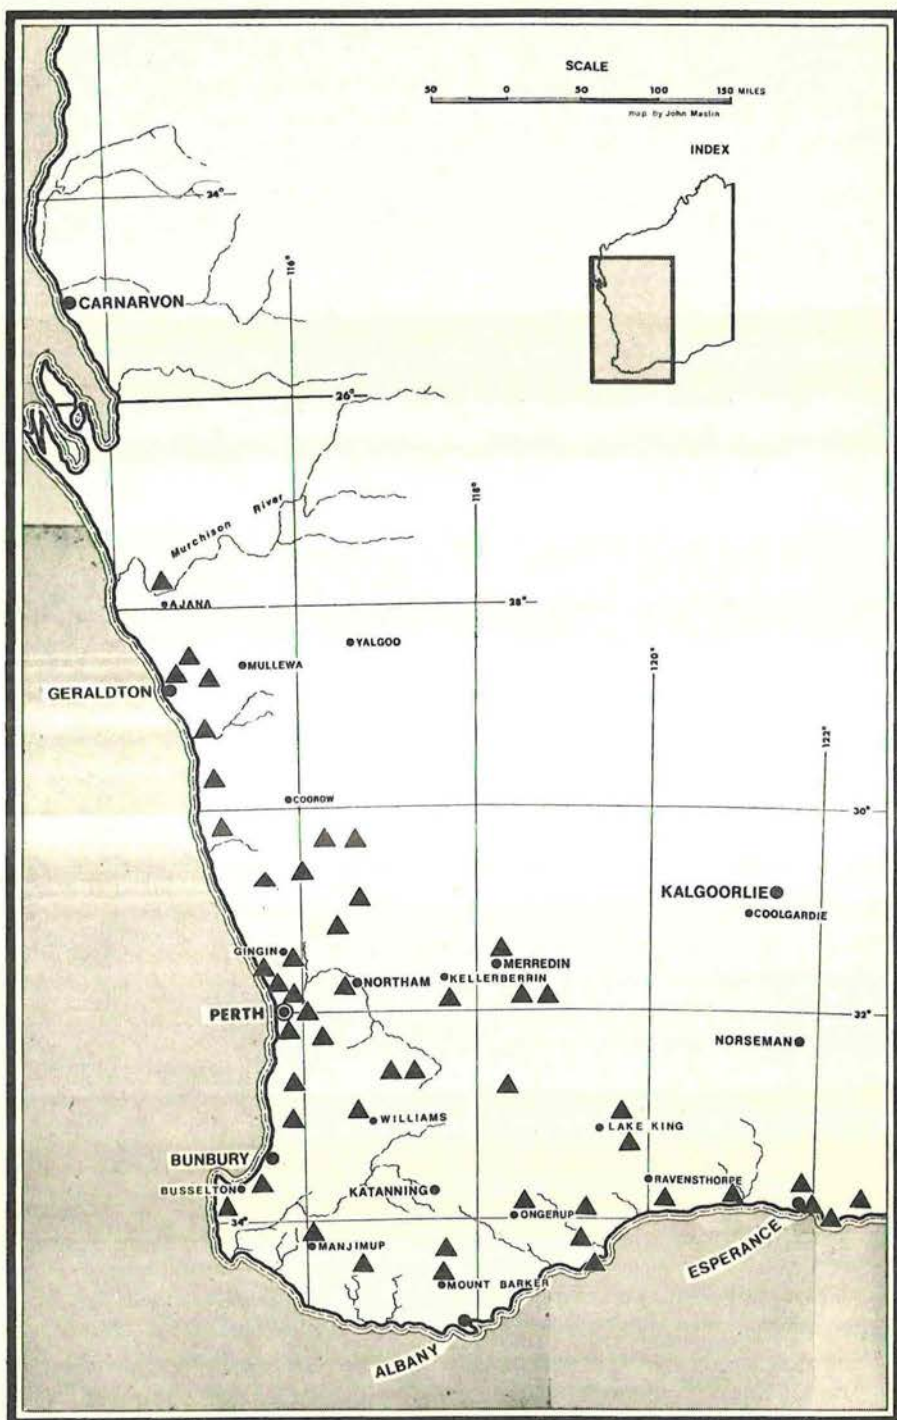 SCALE
50 0 50 100 150 MILES
map by John Maslin
INDEX
24°
116°
CARNARVON
26°
118°
Murchison River
AJANA
28°
YALGOO
MULLEWA
120°
GERALDTON
122°
COOROW
30°
KALGOORLIE
COOLGARDIE
GINGIN
MERREDIN
NORTHAM
KELLERBERRIN
PERTH
32°
NORSEMAN
WILLIAMS
LAKE KING
BUNBURY
RAVENSTHORPE
BUSSELTON
KATANNING
ONGERUP
34°
MANJIMUP
ESPERANCE
MOUNT BARKER
ALBANY